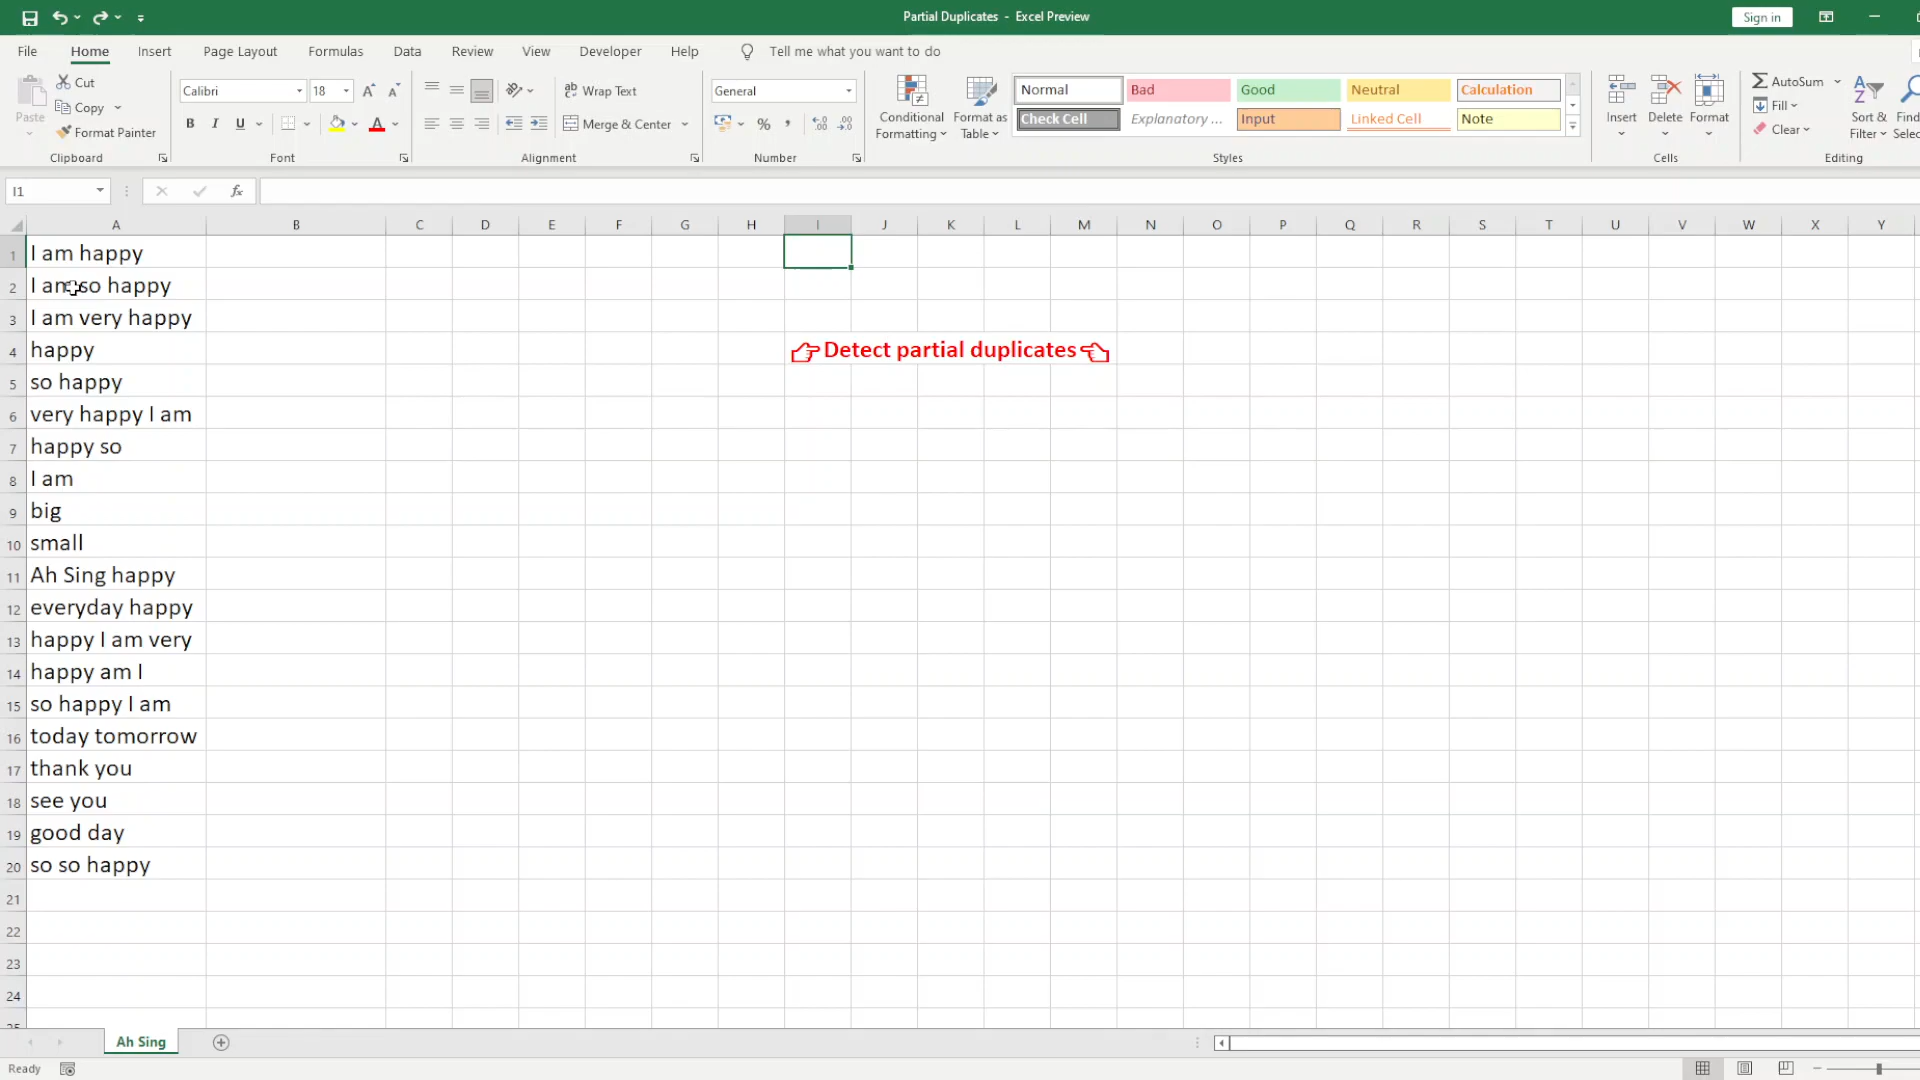 Partial Duplicates - Excel Preview
Sign in
File Home Insert Page Layout Formulas Data Review View Developer Help Tell me what you want to do
Paste
Cut
Copy
Format Painter
Clipboard
Calibri 18
B I U A
Font
Wrap Text
Merge & Center
Alignment
General
%
Number
Conditional Formatting
Format as Table
Normal Bad Good Neutral Calculation
Check Cell Explanatory ... Input Linked Cell Note
Styles
Insert Delete Format
Cells
AutoSum
Fill
Clear
Sort & Filter
Find
Selec
Editing
I1
fx
A B C D E F G H I J K L M N O P Q R S T U V W X Y
1 I am happy
2 I am so happy
3 I am very happy
4 happy Detect partial duplicates
5 so happy
6 very happy I am
7 happy so
8 I am
9 big
10 small
11 Ah Sing happy
12 everyday happy
13 happy I am very
14 happy am I
15 so happy I am
16 today tomorrow
17 thank you
18 see you
19 good day
20 so so happy
21
22
23
24
Ah Sing
Ready